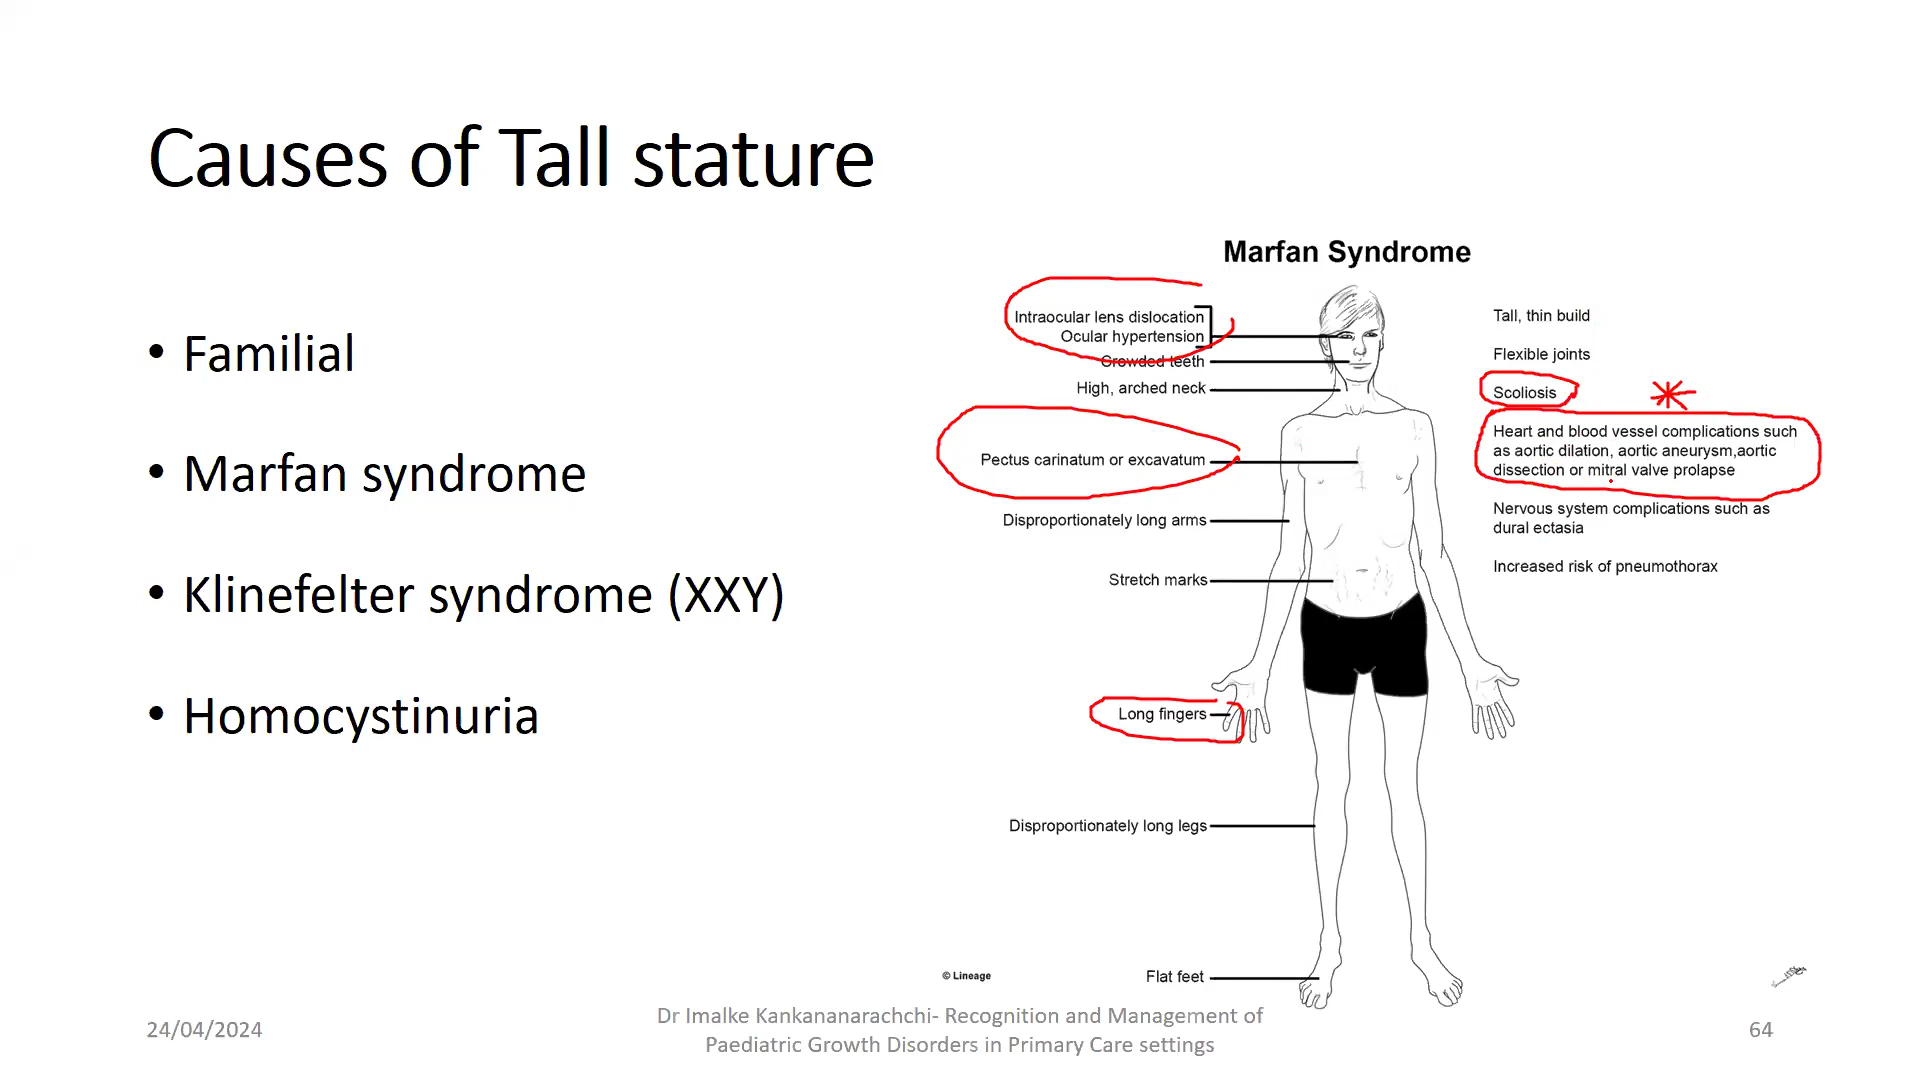 Causes of Tall stature
• Familial
• Marfan syndrome
• Klinefelter syndrome (XXY)
• Homocystinuria
Marfan Syndrome
Intraocular lens dislocation
Ocular hypertension
Crowded teeth
High, arched neck
Pectus carinatum or excavatum
Disproportionately long arms
Stretch marks
Long fingers
Disproportionately long legs
Flat feet
Tall, thin build
Flexible joints
Scoliosis
Heart and blood vessel complications such
as aortic dilation, aortic aneurysm,aortic
dissection or mitral valve prolapse
Nervous system complications such as
dural ectasia
Increased risk of pneumothorax
© Lineage
24/04/2024
Dr Imalke Kankananarachchi- Recognition and Management of
Paediatric Growth Disorders in Primary Care settings
64